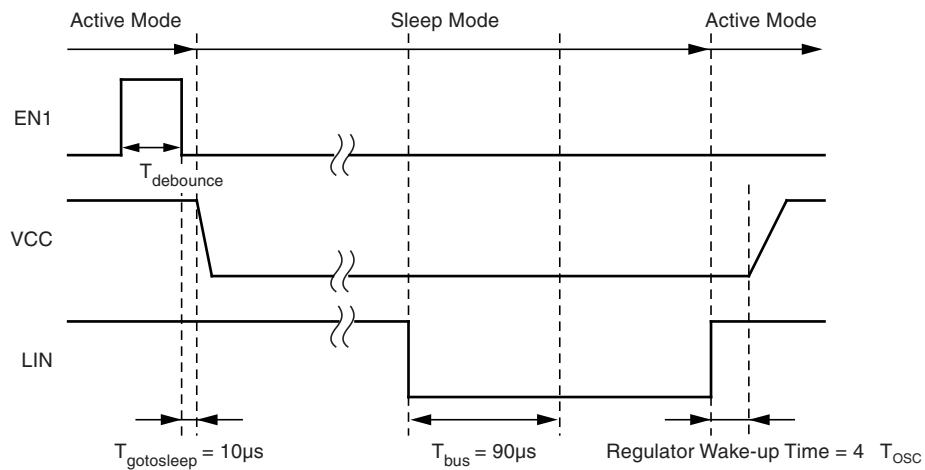 Active Mode Sleep Mode Active Mode
EN1
Tdebounce
VCC
LIN
Tgotosleep = 10μs Tbus = 90μs Regulator Wake-up Time = 4 TOSC